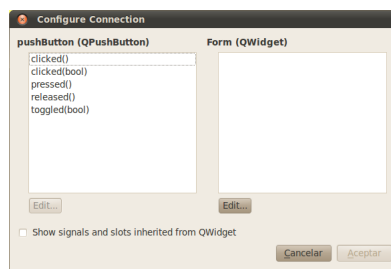 Configure Connection
pushButton (QPushButton)
Form (QWidget)
clicked()
clicked(bool)
pressed()
released()
toggled(bool)
Edit...
Edit...
Show signals and slots inherited from QWidget
Cancelar
Aceptar